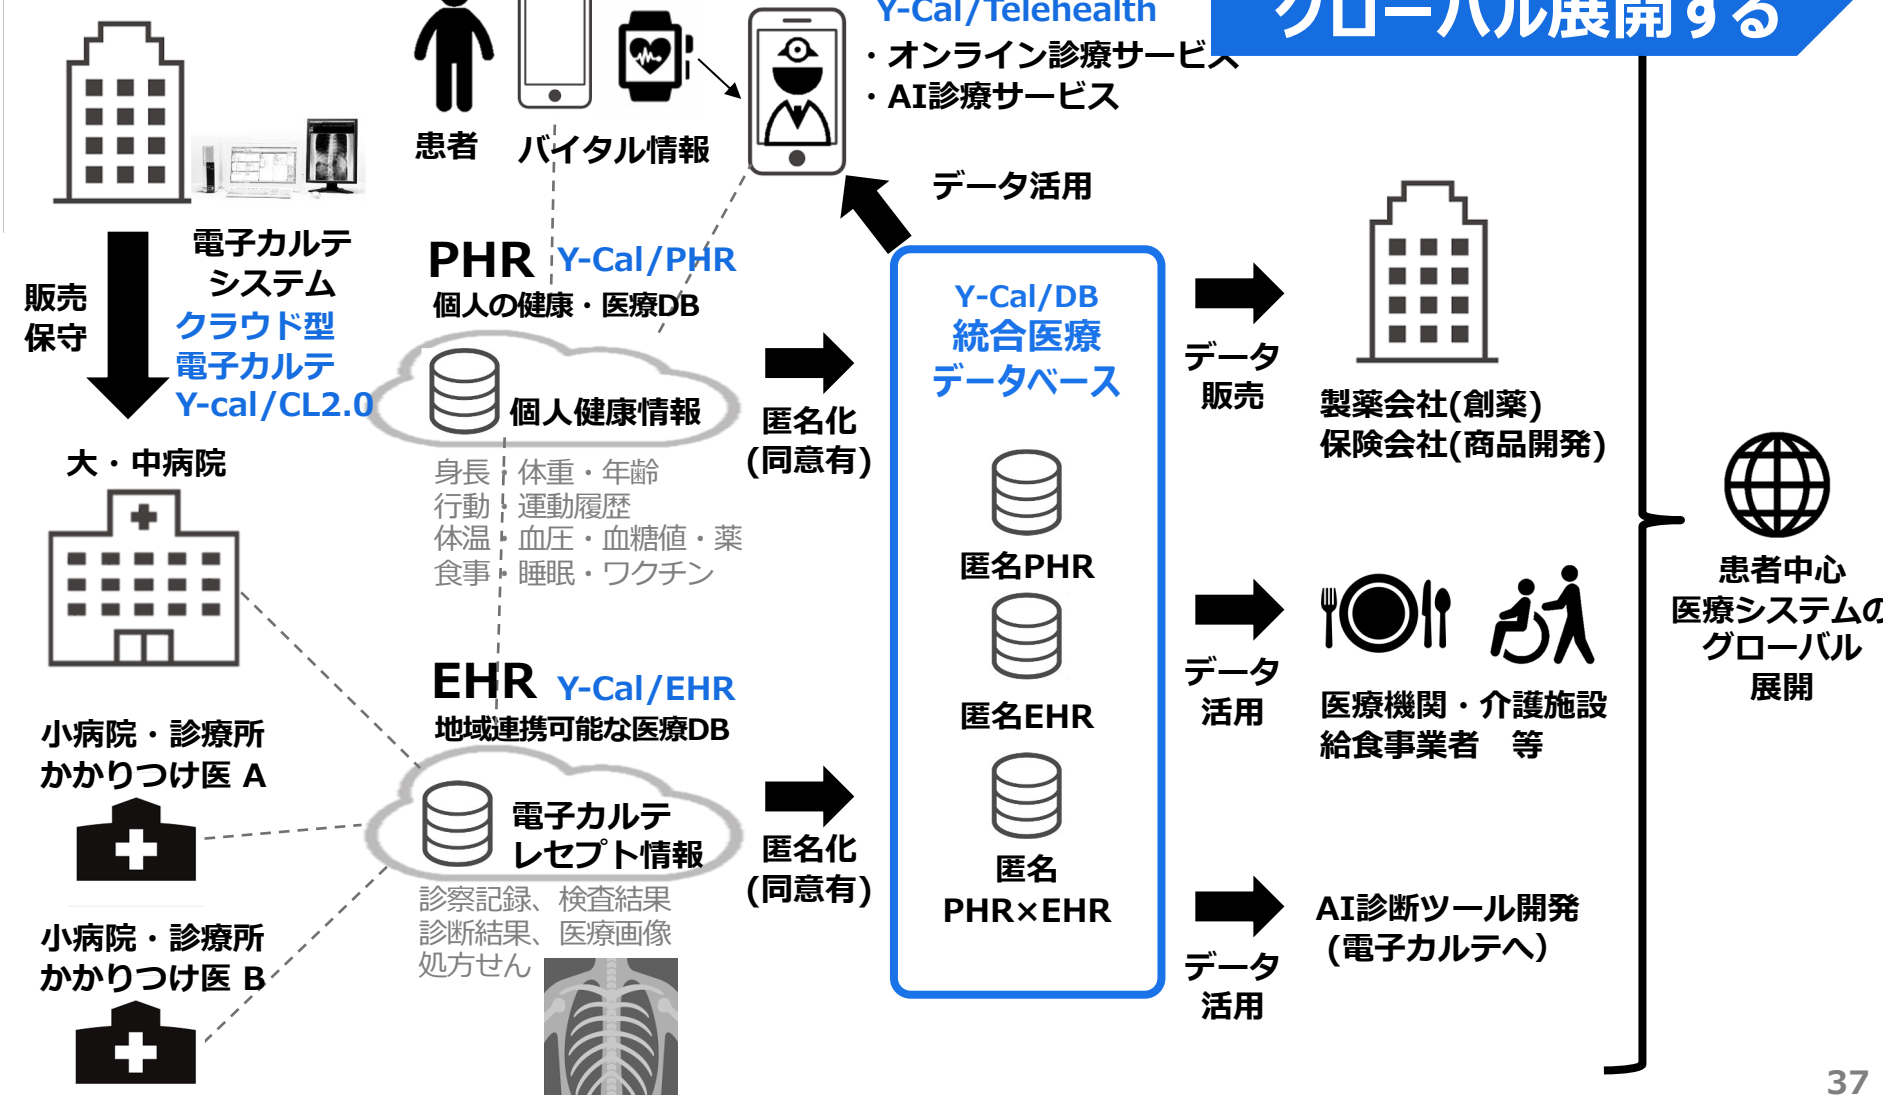 グローバル展開する
Y-Cal/Telehealth
・オンライン診療サービス
・AI診療サービス
患者
バイタル情報
データ活用
電子カルテ
システム
販売
保守
クラウド型
電子カルテ
Y-cal/CL2.0
大・中病院
小病院・診療所
かかりつけ医 A
小病院・診療所
かかりつけ医 B
PHR
Y-Cal/PHR
個人の健康・医療DB
個人健康情報
身長・体重・年齢
行動・運動履歴
体温・血圧・血糖値・薬
食事・睡眠・ワクチン
匿名化
(同意有)
EHR
Y-Cal/EHR
地域連携可能な医療DB
電子カルテ
レセプト情報
診察記録、検査結果
診断結果、医療画像
処方せん
匿名化
(同意有)
Y-Cal/DB
統合医療
データベース
匿名PHR
匿名EHR
匿名
PHR×EHR
データ
販売
製薬会社(創薬)
保険会社(商品開発)
データ
活用
医療機関・介護施設
給食事業者　等
データ
活用
AI診断ツール開発
(電子カルテへ）
患者中心
医療システムの
グローバル
展開
37